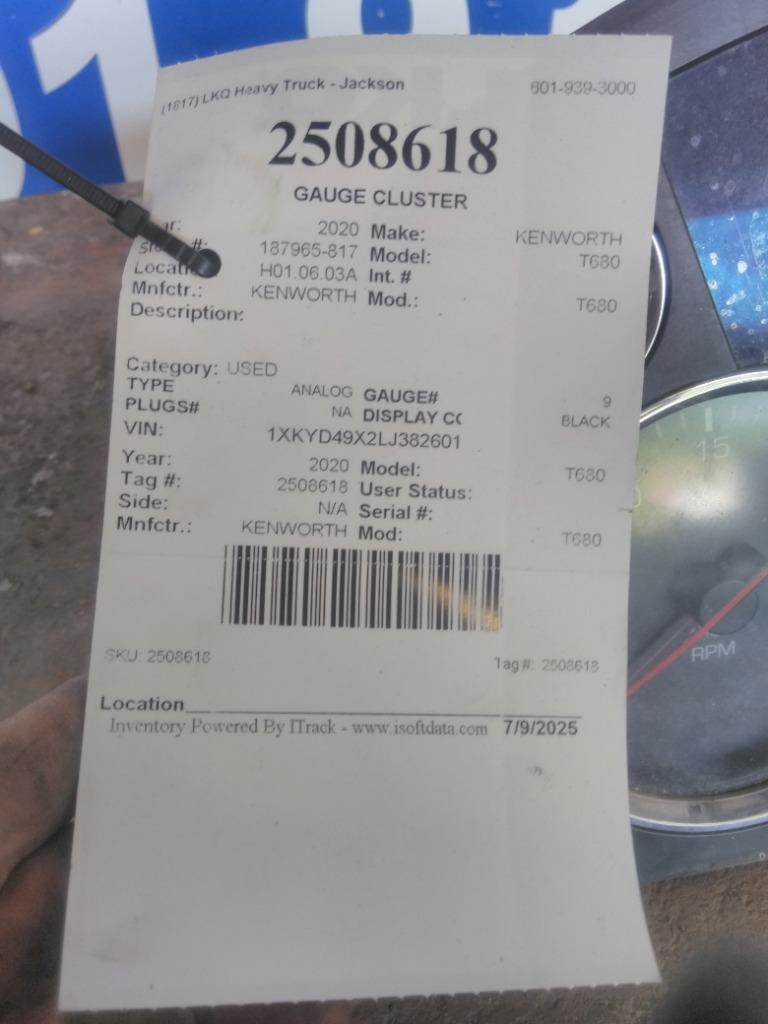 (1817) LKQ Heavy Truck - Jackson 601-939-3000
2508618
GAUGE CLUSTER
2020 Make: KENWORTH
187965-817 Model: T680
H01.06.03A Int. #
Mnfctr.: KENWORTH Mod.: T680
Description:
Category: USED
TYPE ANALOG GAUGE# 9
PLUGS# NA DISPLAY BLACK
VIN: 1XKYD49X2LJ382601
Year: 2020 Model: T680
Tag #: 2508618 User Status:
Side: N/A Serial #:
Mnfctr.: KENWORTH Mod: T680
SKU: 2508618 Tag#: 2508618
Location
Inventory Powered By ITrack - www.isoftdata.com 7/9/2025
15
RPM